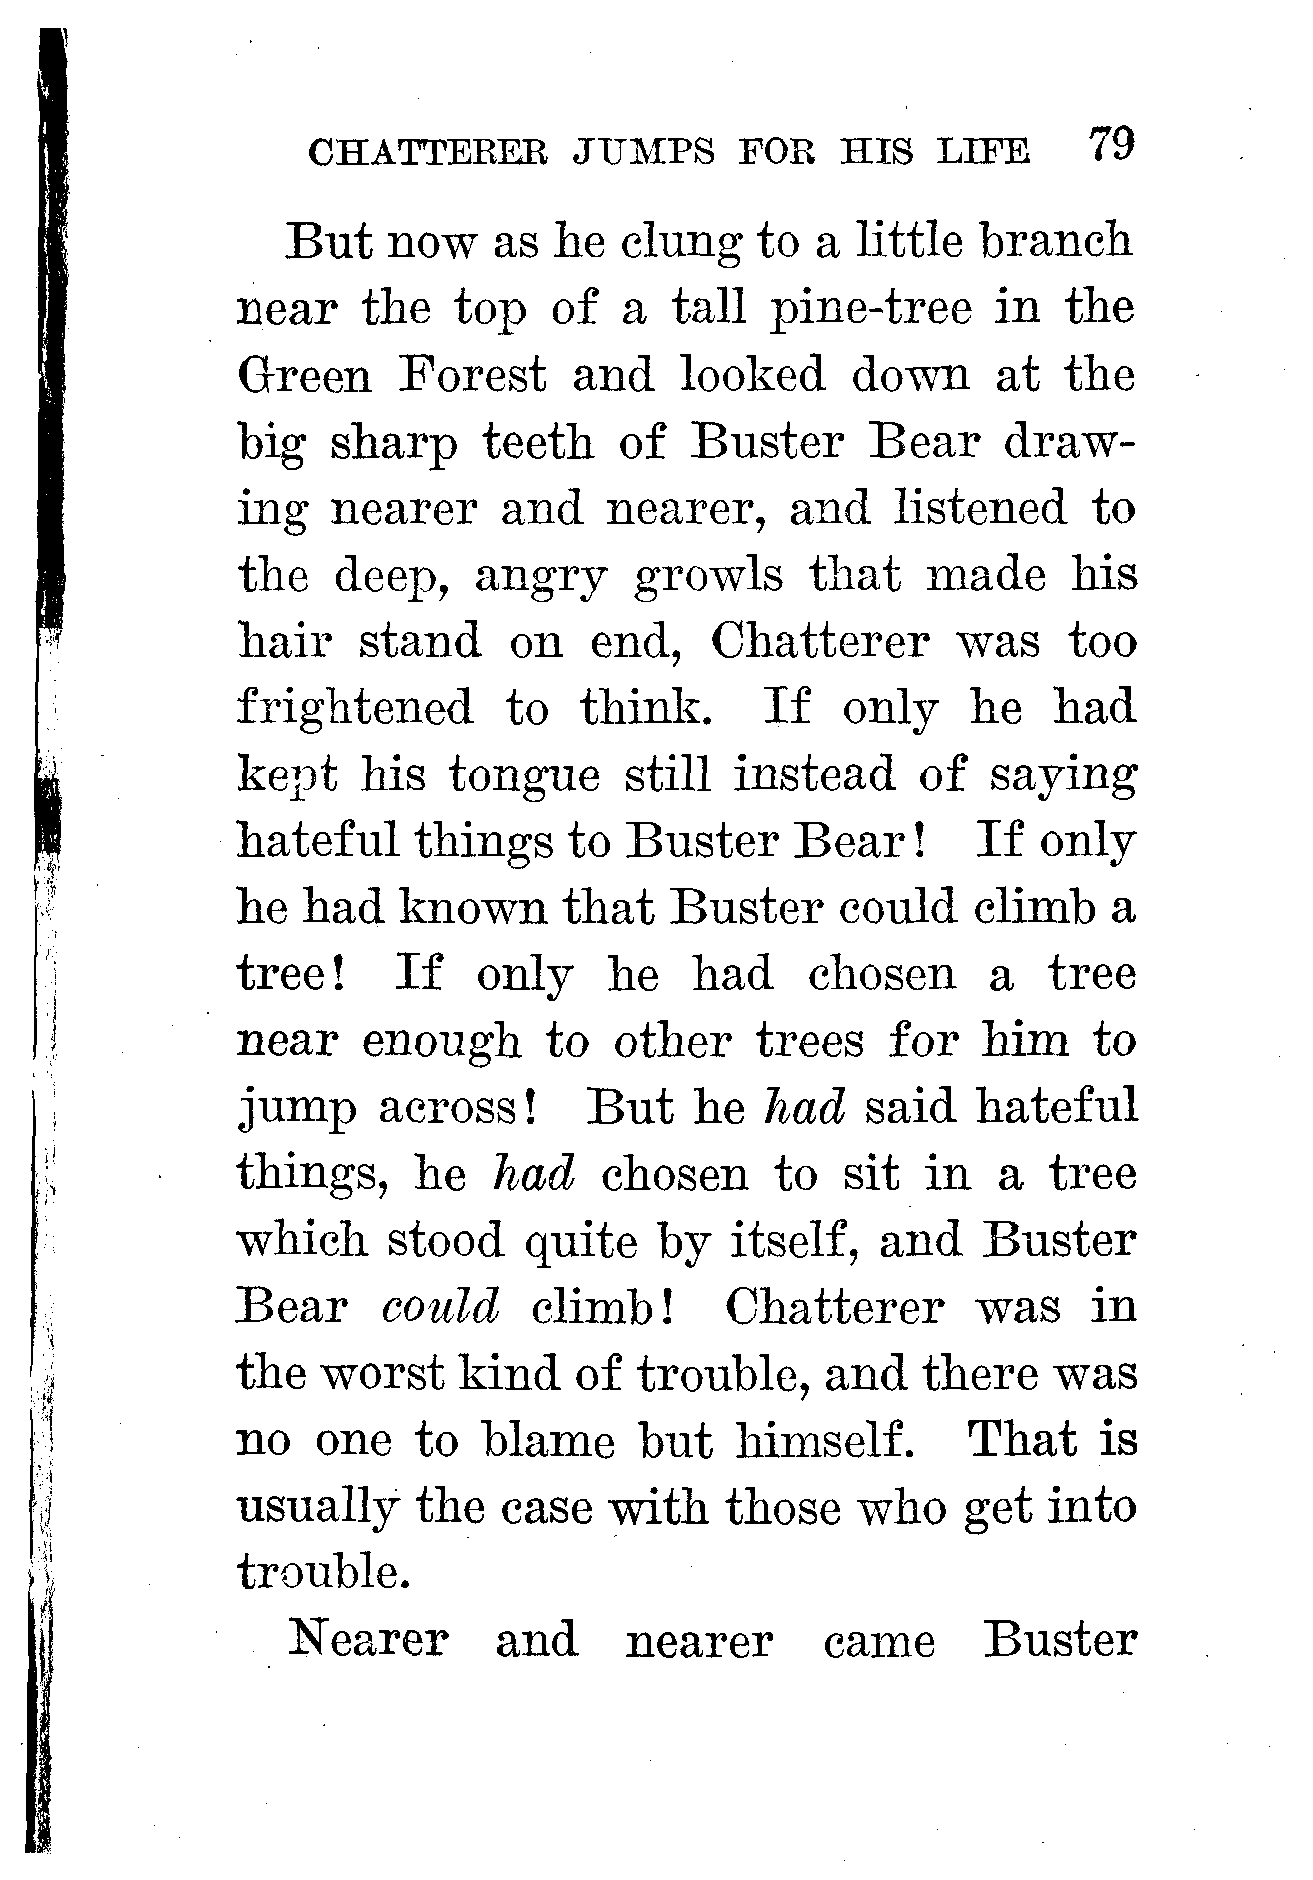 CHATTERER JUMPS FOR HIS LIFE 79
But now as he clung to a little branch
near the top of a tall pine-tree in the
Green Forest and looked down at the
big sharp teeth of Buster Bear draw-
ing nearer and nearer, and listened to
the deep, angry growls that made his
hair stand on end, Chatterer was too
frightened to think. If only he had
kept his tongue still instead of saying
hateful things to Buster Bear! If only
he had known that Buster could climb a
tree! If only he had chosen a tree
near enough to other trees for him to
jump across! But he had said hateful
things, he had chosen to sit in a tree
which stood quite by itself, and Buster
Bear could climb! Chatterer was in
the worst kind of trouble, and there was
no one to blame but himself. That is
usually the case with those who get into
trouble.
Nearer and nearer came Buster